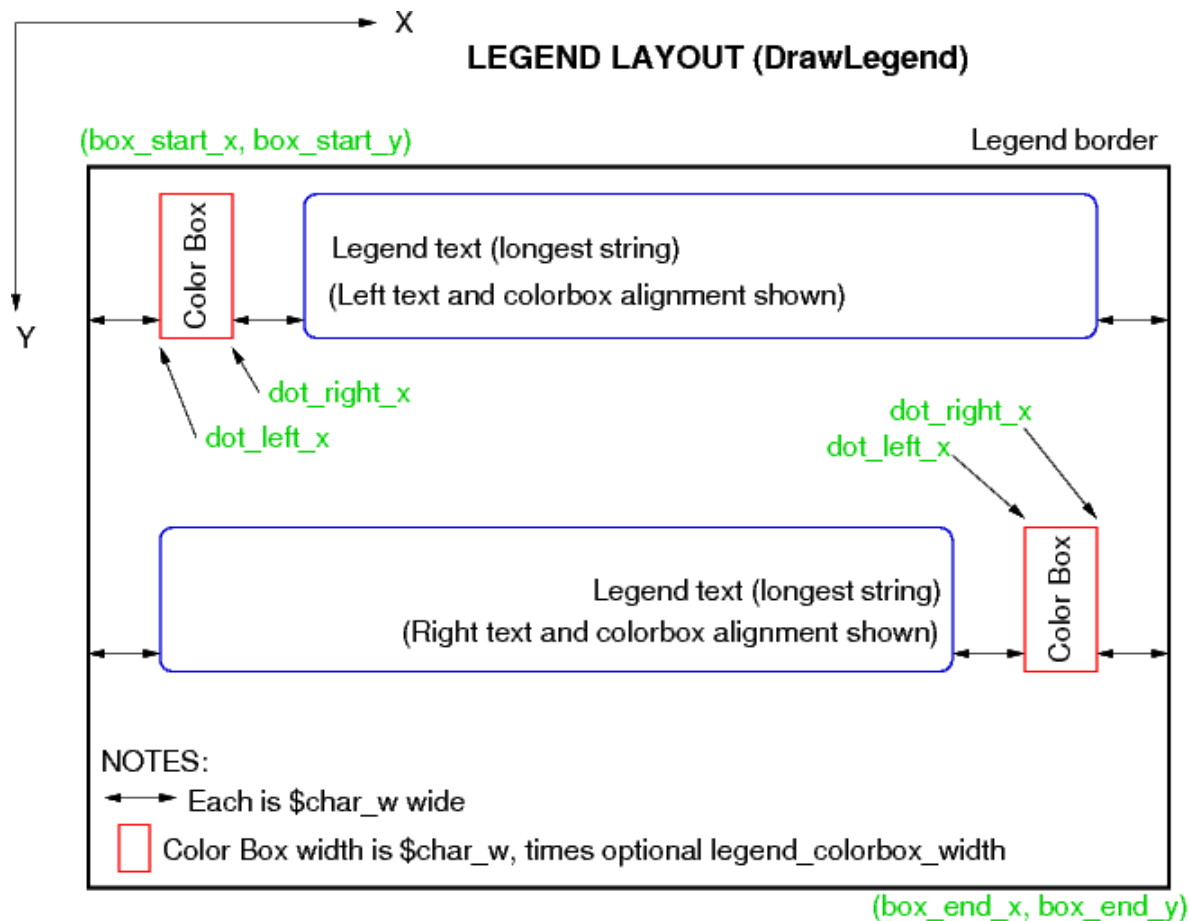 X
LEGEND LAYOUT (DrawLegend)
(box_start_x, box_start_y)
Legend border
Color Box
Legend text (longest string)
(Left text and colorbox alignment shown)
Y
dot_right_x
dot_left_x
dot_right_x
dot_left_x
Legend text (longest string)
(Right text and colorbox alignment shown)
Color Box
NOTES:
Each is $char_w wide
Color Box width is $char_w, times optional legend_colorbox_width
(box_end_x, box_end_y)